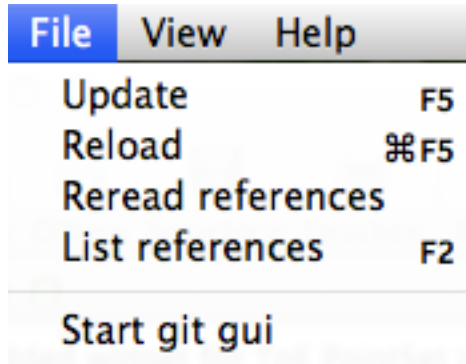 File View Help
Update F5
Reload ⌘F5
Reread references
List references F2
Start git gui